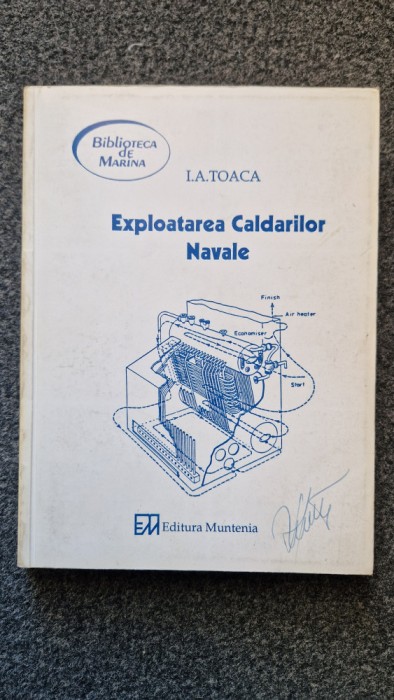 Biblioteca
de
Marina
I.A.TOACA
Exploatarea Caldarilor
Navale
Finish
Air heater
Economiser
Start
EM Editura Muntenia